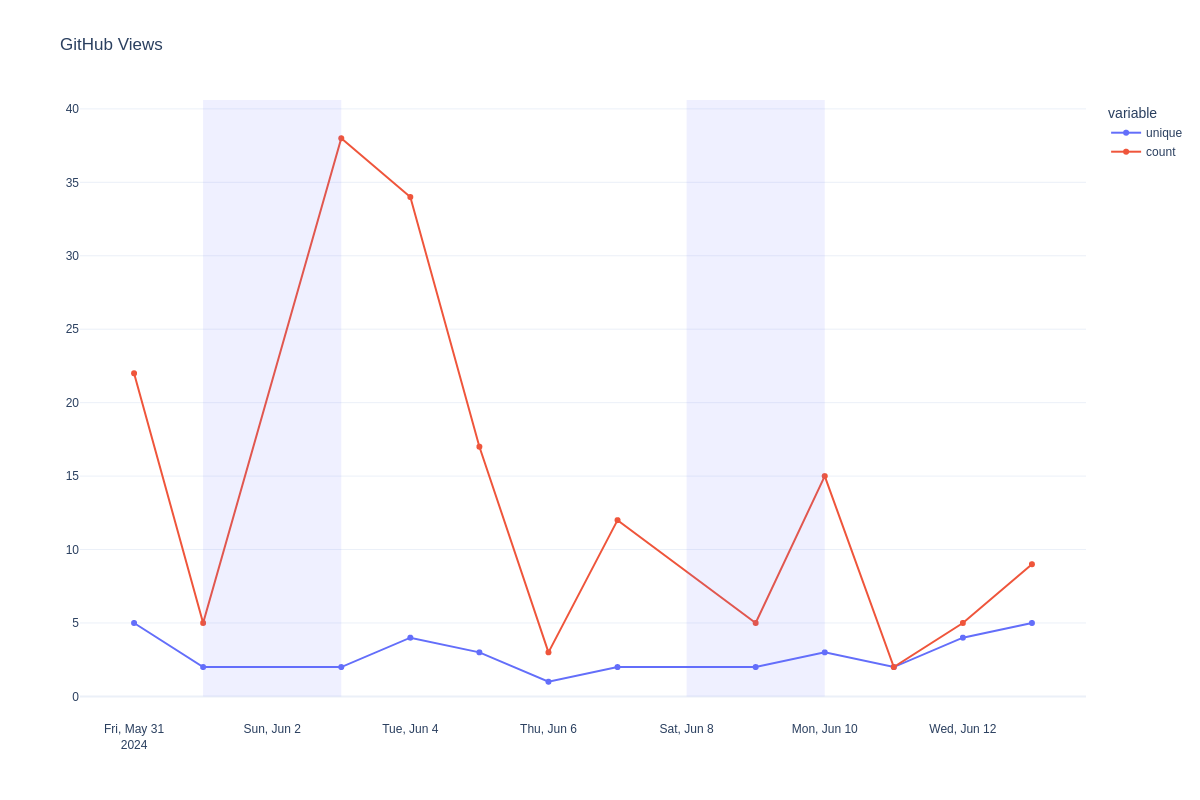 GitHub Views
40
35
30
25
20
15
10
5
0
Fri, May 31
2024
Sun, Jun 2
Tue, Jun 4
Thu, Jun 6
Sat, Jun 8
Mon, Jun 10
Wed, Jun 12
variable
unique
count